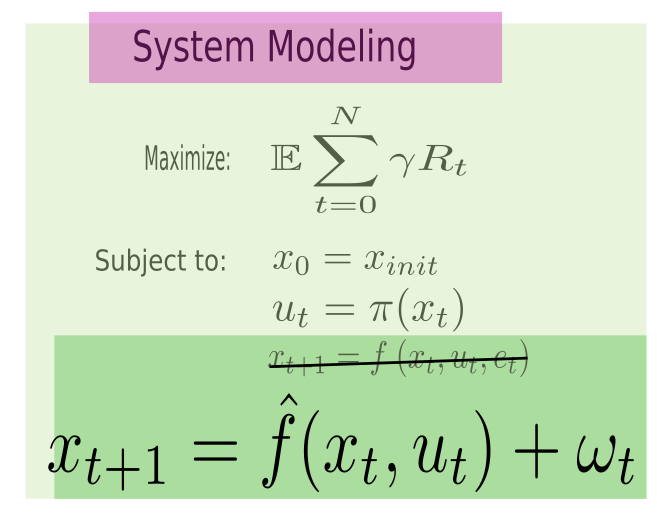 System Modeling
Maximize: $\mathbb{E} \sum_{t=0}^{N} \gamma R_t$
Subject to: $x_0 = x_{init}$
$u_t = \pi(x_t)$
$x_{t+1} = f(x_t, u_t, e_t)$
$x_{t+1} = \hat{f}(x_t, u_t) + \omega_t$